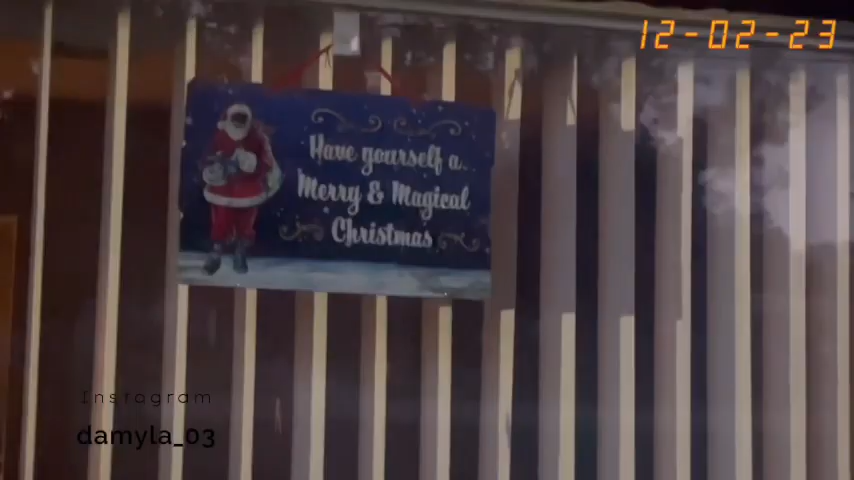 12-02-23
Have yourself a
Merry & Magical
Christmas
Instagram
damyla_03